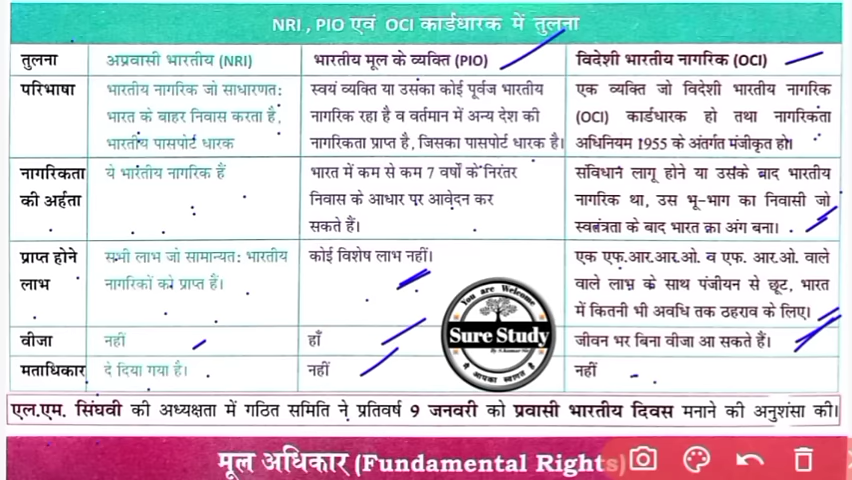 NRI , PIO एवं OCI कार्डधारक में तुलना
तुलना अप्रवासी भारतीय (NRI) भारतीय मूल के व्यक्ति (PIO) विदेशी भारतीय नागरिक (OCI)
परिभाषा भारतीय नागरिक जो साधारणत: स्वयं व्यक्ति या उसका कोई पूर्वज भारतीय एक व्यक्ति जो विदेशी भारतीय नागरिक
भारत के बाहर निवास करता है, नागरिक रहा है व वर्तमान में अन्य देश की (OCI) कार्डधारक हो तथा नागरिकता
भारतीय पासपोर्ट धारक नागरिकता प्राप्त है, जिसका पासपोर्ट धारक है। अधिनियम 1955 के अंतर्गत मंजीकृत हो।
नागरिकता ये भारतीय नागरिक हैं भारत में कम से कम 7 वर्षो के निरंतर संविधान लागू होने या उसके बाद भारतीय
की अर्हता निवास के आधार पर आवेदन कर नागरिक था, उस भू-भाग का निवासी जो
सकते हैं। स्वतंत्रता के बाद भारत का अंग बना।
प्राप्त होने सभी लाभ जो सामान्यत: भारतीय कोई विशेष लाभ नहीं। एक एफ.आर.आर.ओ. व एफ. आर.ओ. वाले
लाभ नागरिकों को प्राप्त हैं। वाले लाभ के साथ पंजीयन से छूट, भारत
में कितनी भी अवधि तक ठहराव के लिए।
वीजा नहीं हाँ जीवन भर बिना वीजा आ सकते हैं।
मताधिकार दे दिया गया है। नहीं नहीं
You are Welcome
Sure Study
मे आपका स्वागत है
एल.एम. सिंघवी की अध्यक्षता में गठित समिति ने प्रतिवर्ष 9 जनवरी को प्रवासी भारतीय दिवस मनाने की अनुशंसा की।
मूल अधिकार (Fundamental Rights)